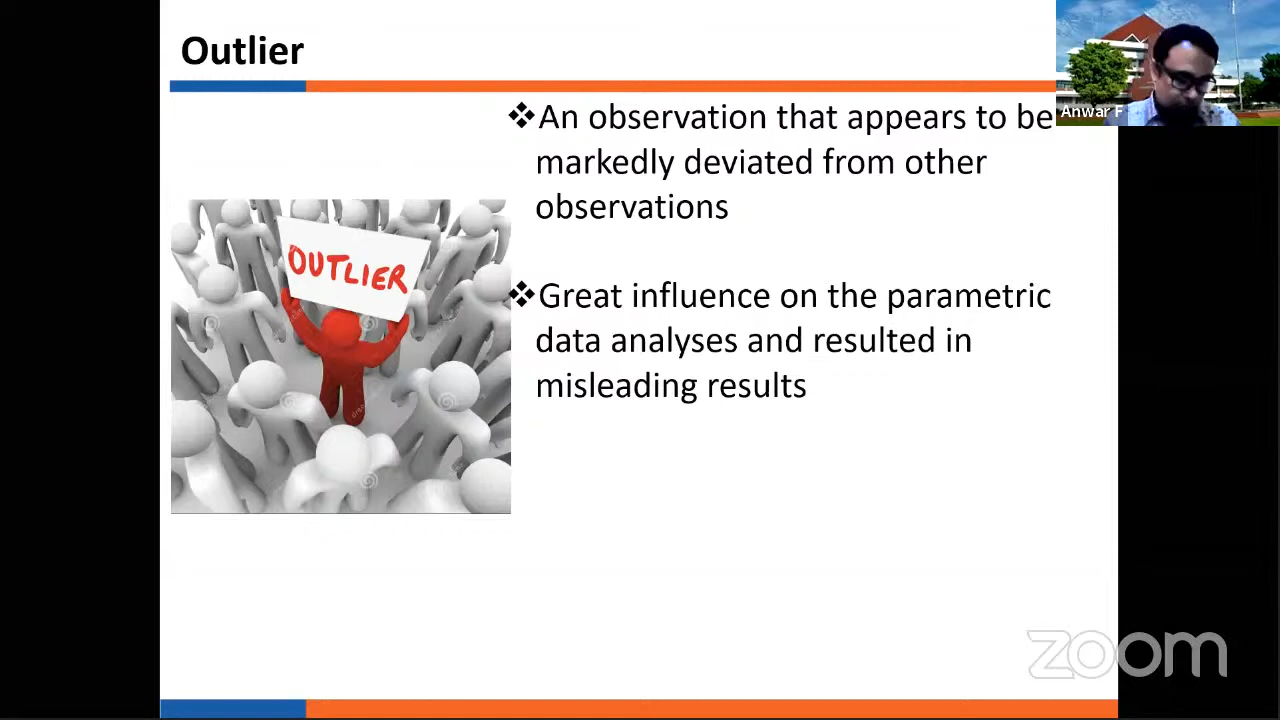 Outlier
Anwar F
❖An observation that appears to be
markedly deviated from other
observations
OUTLIER
❖Great influence on the parametric
data analyses and resulted in
misleading results
zoom